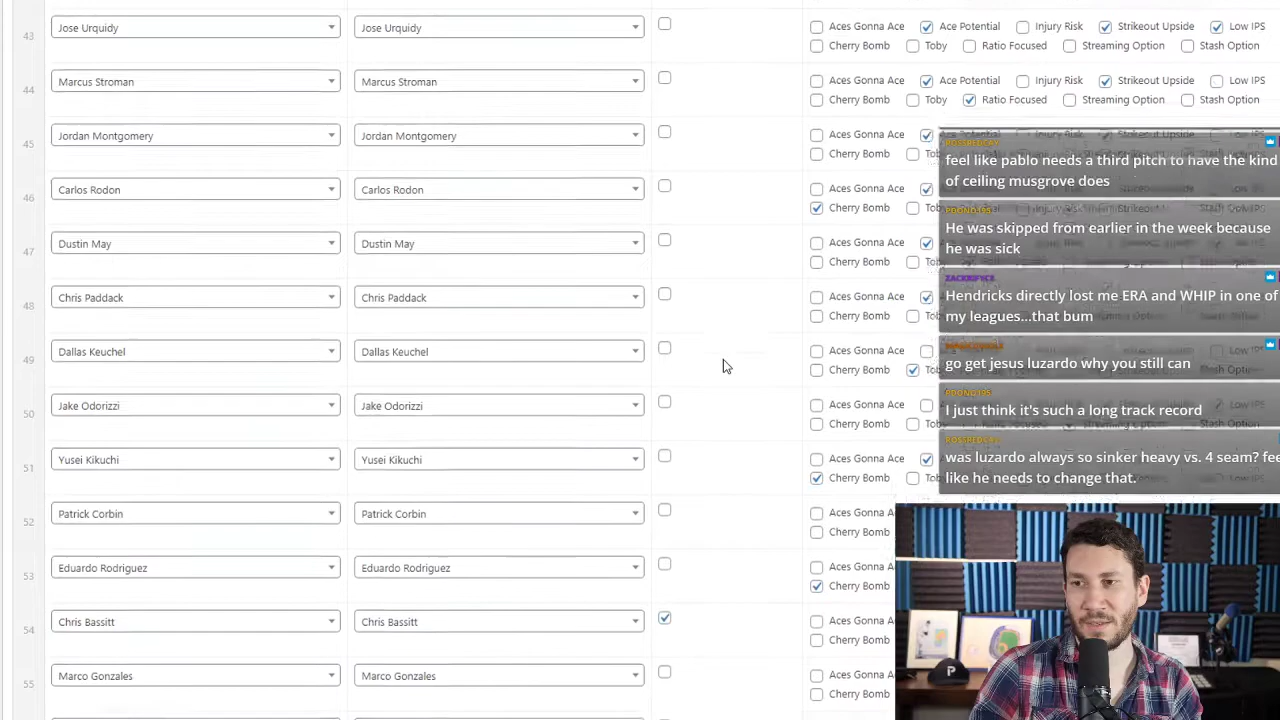 43 Jose Urquidy Jose Urquidy Aces Gonna Ace Ace Potential Injury Risk Strikeout Upside Low IPS
Cherry Bomb Toby Ratio Focused Streaming Option Stash Option
44 Marcus Stroman Marcus Stroman Aces Gonna Ace Ace Potential Injury Risk Strikeout Upside Low IPS
Cherry Bomb Toby Ratio Focused Streaming Option Stash Option
45 Jordan Montgomery Jordan Montgomery Aces Gonna Ace
Cherry Bomb
46 Carlos Rodon Carlos Rodon Aces Gonna Ace
Cherry Bomb
47 Dustin May Dustin May Aces Gonna Ace
Cherry Bomb
48 Chris Paddack Chris Paddack Aces Gonna Ace
Cherry Bomb
49 Dallas Keuchel Dallas Keuchel Aces Gonna Ace
Cherry Bomb
50 Jake Odorizzi Jake Odorizzi Aces Gonna Ace
Cherry Bomb
51 Yusei Kikuchi Yusei Kikuchi Aces Gonna Ace
Cherry Bomb
52 Patrick Corbin Patrick Corbin Aces Gonna
Cherry Bomb
53 Eduardo Rodriguez Eduardo Rodriguez Aces Gonna
Cherry Bomb
54 Chris Bassitt Chris Bassitt Aces Gonna
Cherry Bomb
55 Marco Gonzales Marco Gonzales Aces Gonna
Cherry Bomb
feel like pablo needs a third pitch to have the kind
of ceiling musgrove does
He was skipped from earlier in the week because
he was sick
Hendricks directly lost me ERA and WHIP in one of
my leagues...that bum
go get jesus luzardo why you still can
I just think it's such a long track record
was luzardo always so sinker heavy vs. 4 seam? fee
like he needs to change that.
P